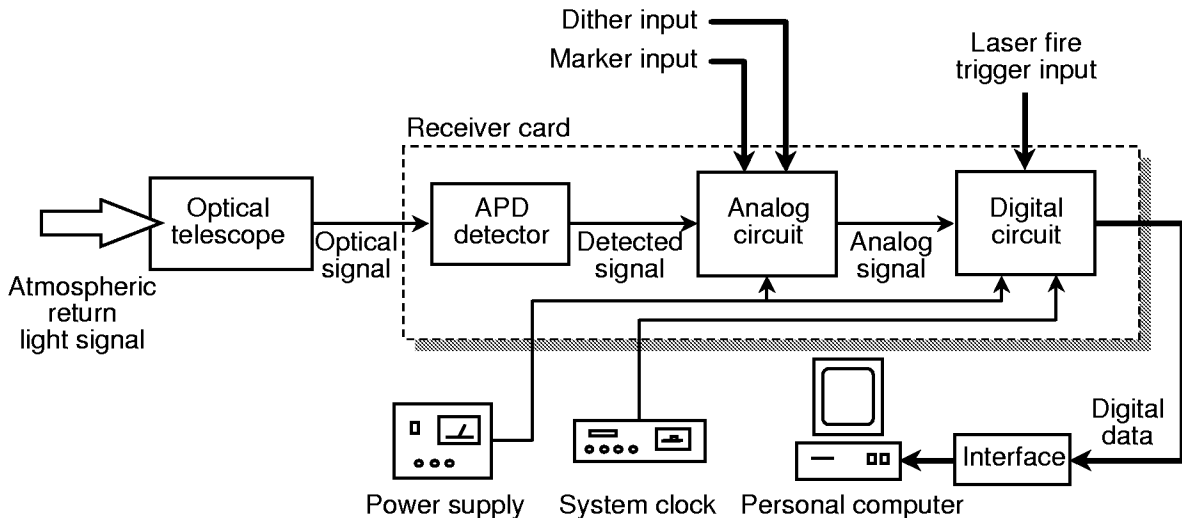 Dither input
Marker input
Laser fire
trigger input
Receiver card
Optical
telescope
APD
detector
Analog
circuit
Digital
circuit
Optical
signal
Detected
signal
Analog
signal
Atmospheric
return
light signal
Digital
data
Interface
Power supply
System clock
Personal computer